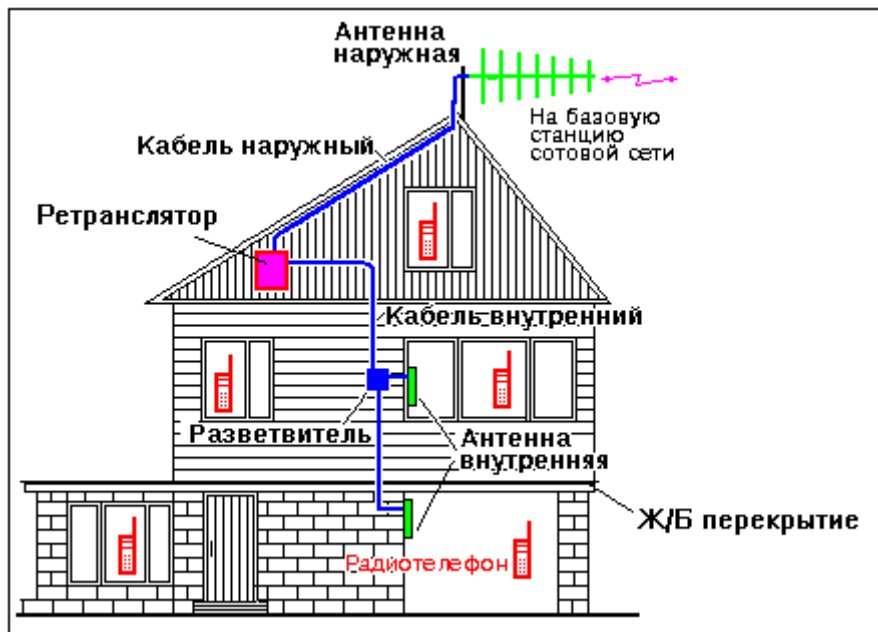 Антенна
наружная
На базовую
станцию
сотовой сети
Кабель наружный
Ретранслятор
Кабель внутренний
Разветвитель
Антенна
внутренняя
Ж/Б перекрытие
Радиотелефон